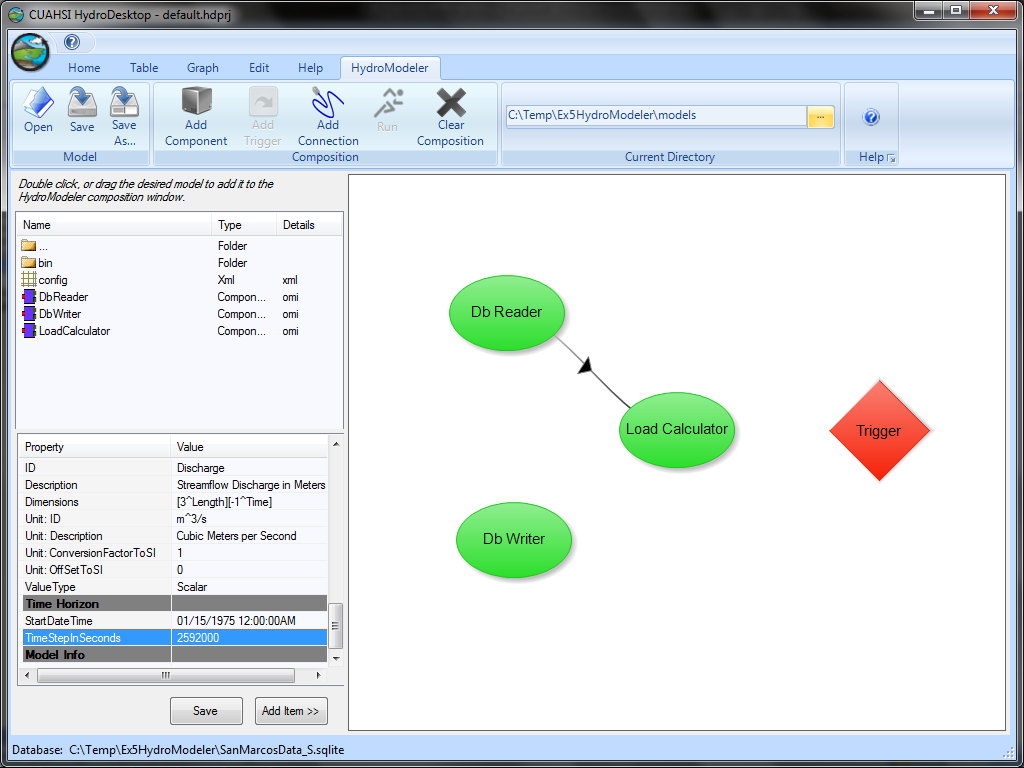 CUAHSI HydroDesktop - default.hdprj
Home Table Graph Edit Help HydroModeler
Open Save Save As... Add Component Add Trigger Add Connection Run Clear Composition
C:\Temp\Ex5HydroModeler\models ...
Model Composition Current Directory Help
Double click, or drag the desired model to add it to the
HydroModeler composition window.
Name Type Details
... Folder
bin Folder
config Xml xml
DbReader Compon... omi
DbWriter Compon... omi
LoadCalculator Compon... omi
Property Value
ID Discharge
Description Streamflow Discharge in Meters
Dimensions [3^Length][-1^Time]
Unit: ID m^3/s
Unit: Description Cubic Meters per Second
Unit: ConversionFactorToSI 1
Unit: OffSetToSI 0
ValueType Scalar
Time Horizon
StartDateTime 01/15/1975 12:00:00AM
TimeStepInSeconds 2592000
Model Info
Save Add Item >>
Db Reader
Load Calculator
Trigger
Db Writer
Database: C:\Temp\Ex5HydroModeler\SanMarcosData_S.sqlite